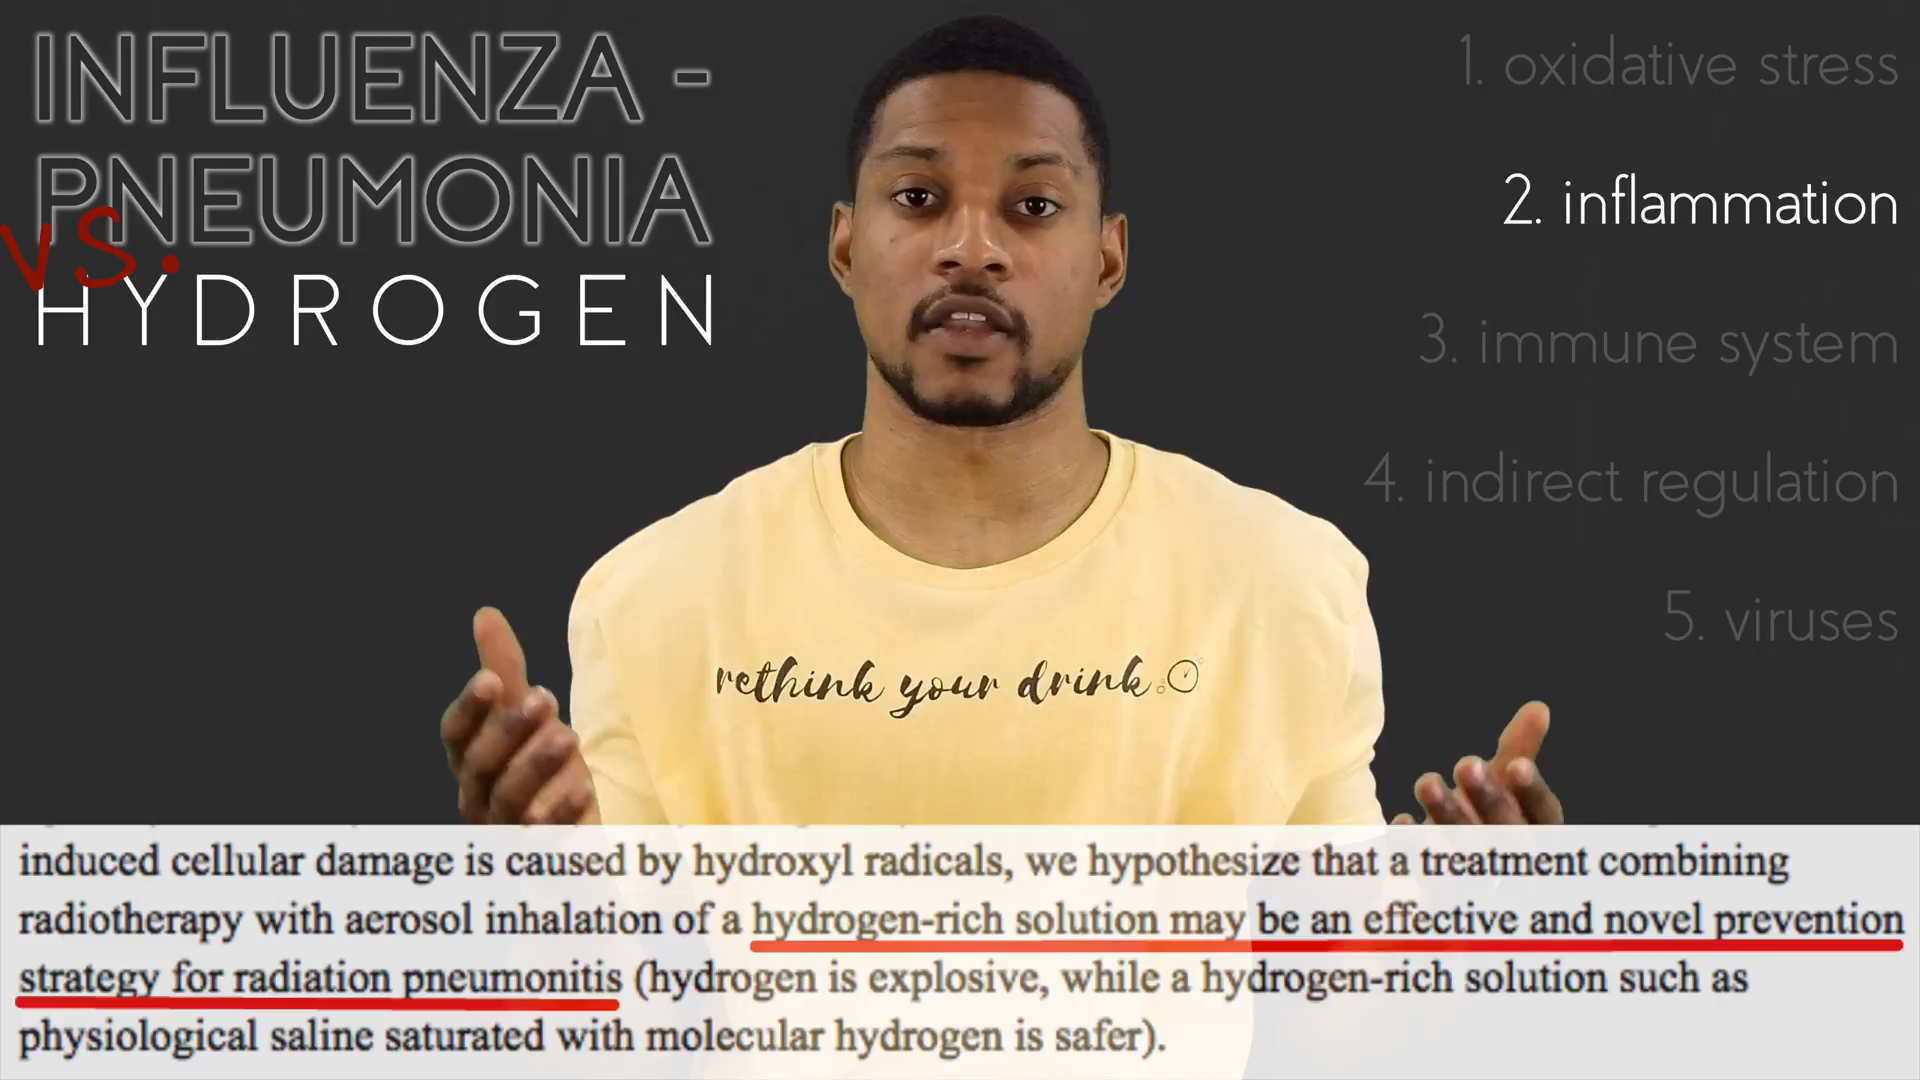 INFLUENZA -
PNEUMONIA
vs.
HYDROGEN
1. oxidative stress
2. inflammation
3. immune system
4. indirect regulation
5. viruses
rethink your drink.
induced cellular damage is caused by hydroxyl radicals, we hypothesize that a treatment combining
radiotherapy with aerosol inhalation of a hydrogen-rich solution may be an effective and novel prevention
strategy for radiation pneumonitis (hydrogen is explosive, while a hydrogen-rich solution such as
physiological saline saturated with molecular hydrogen is safer).